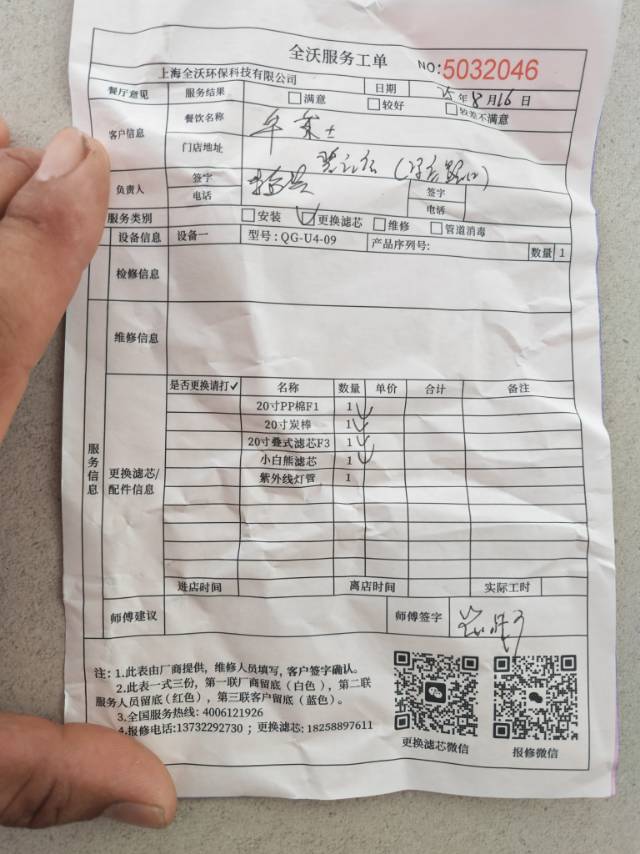 全沃服务工单
NO:5032046
上海全沃环保科技有限公司 日期 25年8月16日
餐厅意见 服务结果 满意 较好 较差不满意
客户信息 餐饮名称
门店地址
负责人 签字 签字
电话 电话
服务类别 安装 更换滤芯 维修 管道消毒
设备信息 设备一 型号: QG-U4-09 产品序列号: 数量 1
检修信息
维修信息
服务信息
更换滤芯/配件信息
是否更换请打✓ 名称 数量 单价 合计 备注
20寸PP棉F1 1
20寸炭棒 1
20寸叠式滤芯F3 1
小白熊滤芯 1
紫外线灯管 1
进店时间 离店时间 实际工时
师傅建议 师傅签字
注: 1.此表由厂商提供, 维修人员填写, 客户签字确认。
2.此表一式三份, 第一联厂商留底(白色), 第二联
服务人员留底(红色), 第三联客户留底(蓝色)。
3.全国服务热线: 4006121926
4.报修电话:13732292730 ; 更换滤芯: 18258897611
更换滤芯微信 报修微信